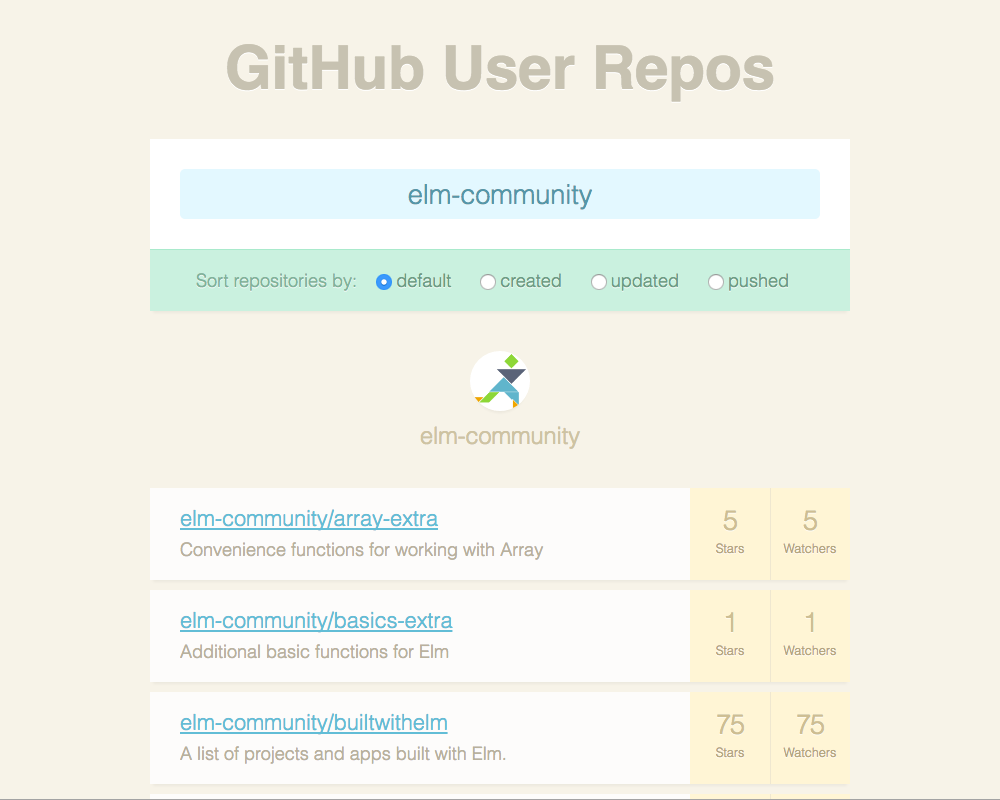 GitHub User Repos
elm-community
Sort repositories by: default created updated pushed
elm-community
elm-community/array-extra
Convenience functions for working with Array
5 5
Stars Watchers
elm-community/basics-extra
Additional basic functions for Elm
1 1
Stars Watchers
elm-community/builtwithelm
A list of projects and apps built with Elm.
75 75
Stars Watchers